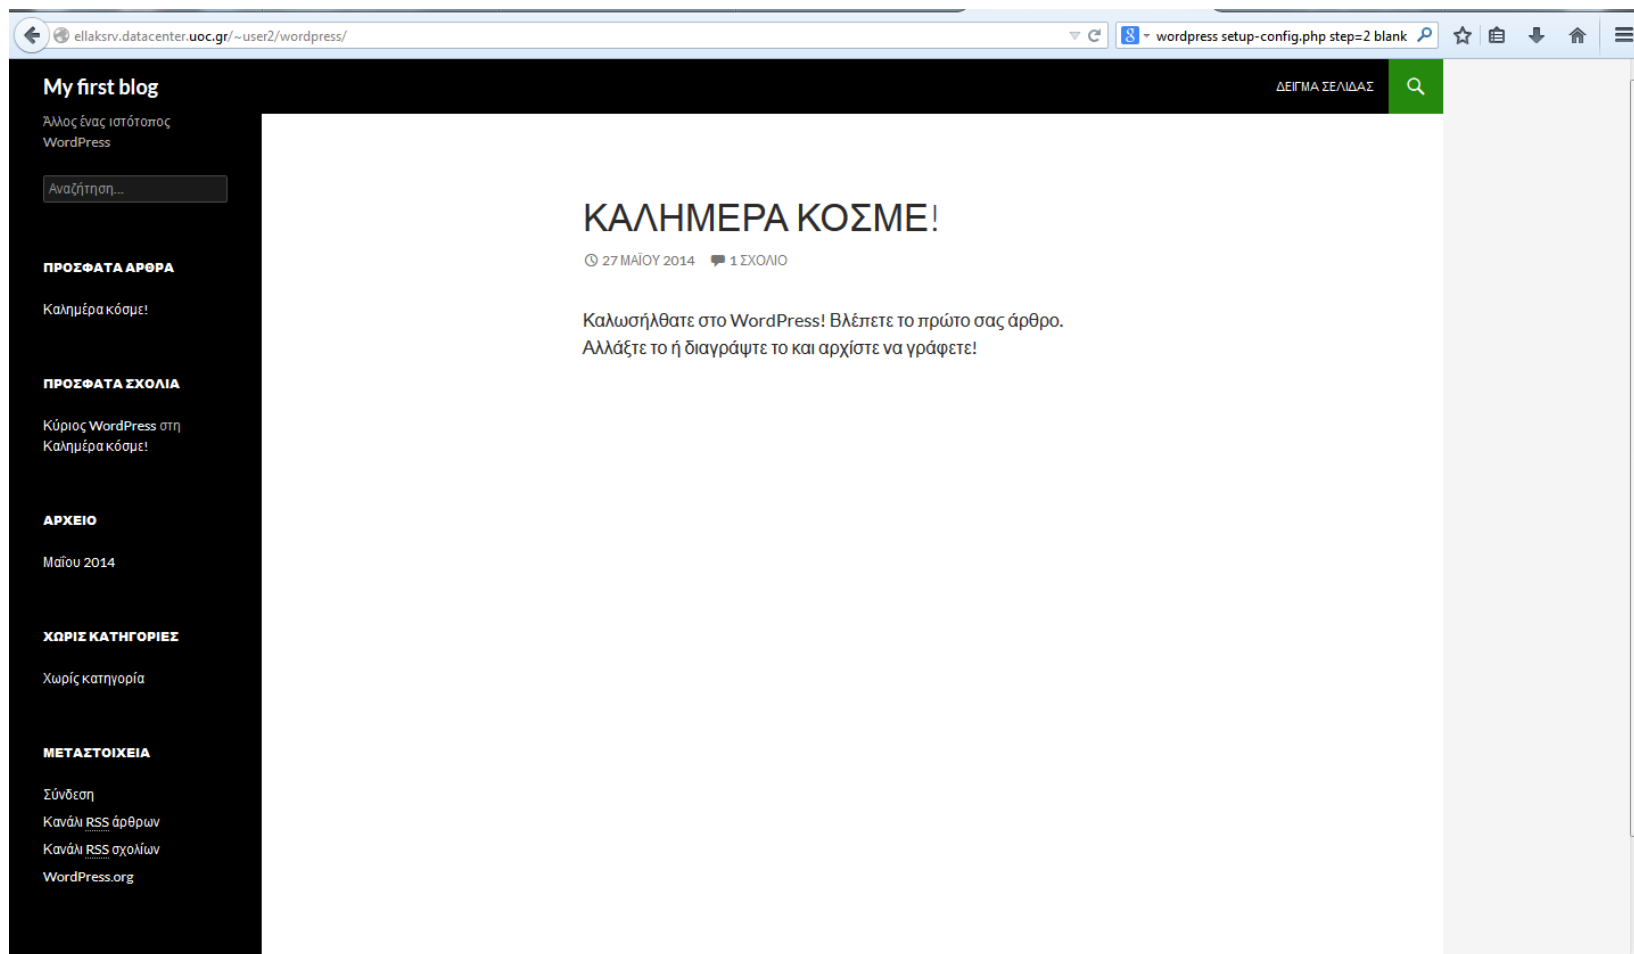 ellaksrv.datacenter.uoc.gr/~user2/wordpress/
wordpress setup-config.php step=2 blank
My first blog
ΔΕΙΓΜΑ ΣΕΛΙΔΑΣ
Άλλος ένας ιστότοπος
WordPress
Αναζήτηση...
ΠΡΟΣΦΑΤΑ ΑΡΘΡΑ
Καλημέρα κόσμε!
ΠΡΟΣΦΑΤΑ ΣΧΟΛΙΑ
Κύριος WordPress στη
Καλημέρα κόσμε!
ΑΡΧΕΙΟ
Μαΐου 2014
ΧΩΡΙΣ ΚΑΤΗΓΟΡΙΕΣ
Χωρίς κατηγορία
ΜΕΤΑΣΤΟΙΧΕΙΑ
Σύνδεση
Κανάλι RSS άρθρων
Κανάλι RSS σχολίων
WordPress.org
ΚΑΛΗΜΕΡΑ ΚΟΣΜΕ!
27 ΜΑΪΟΥ 2014 1 ΣΧΟΛΙΟ
Καλωσήλθατε στο WordPress! Βλέπετε το πρώτο σας άρθρο.
Αλλάξτε το ή διαγράψτε το και αρχίστε να γράφετε!